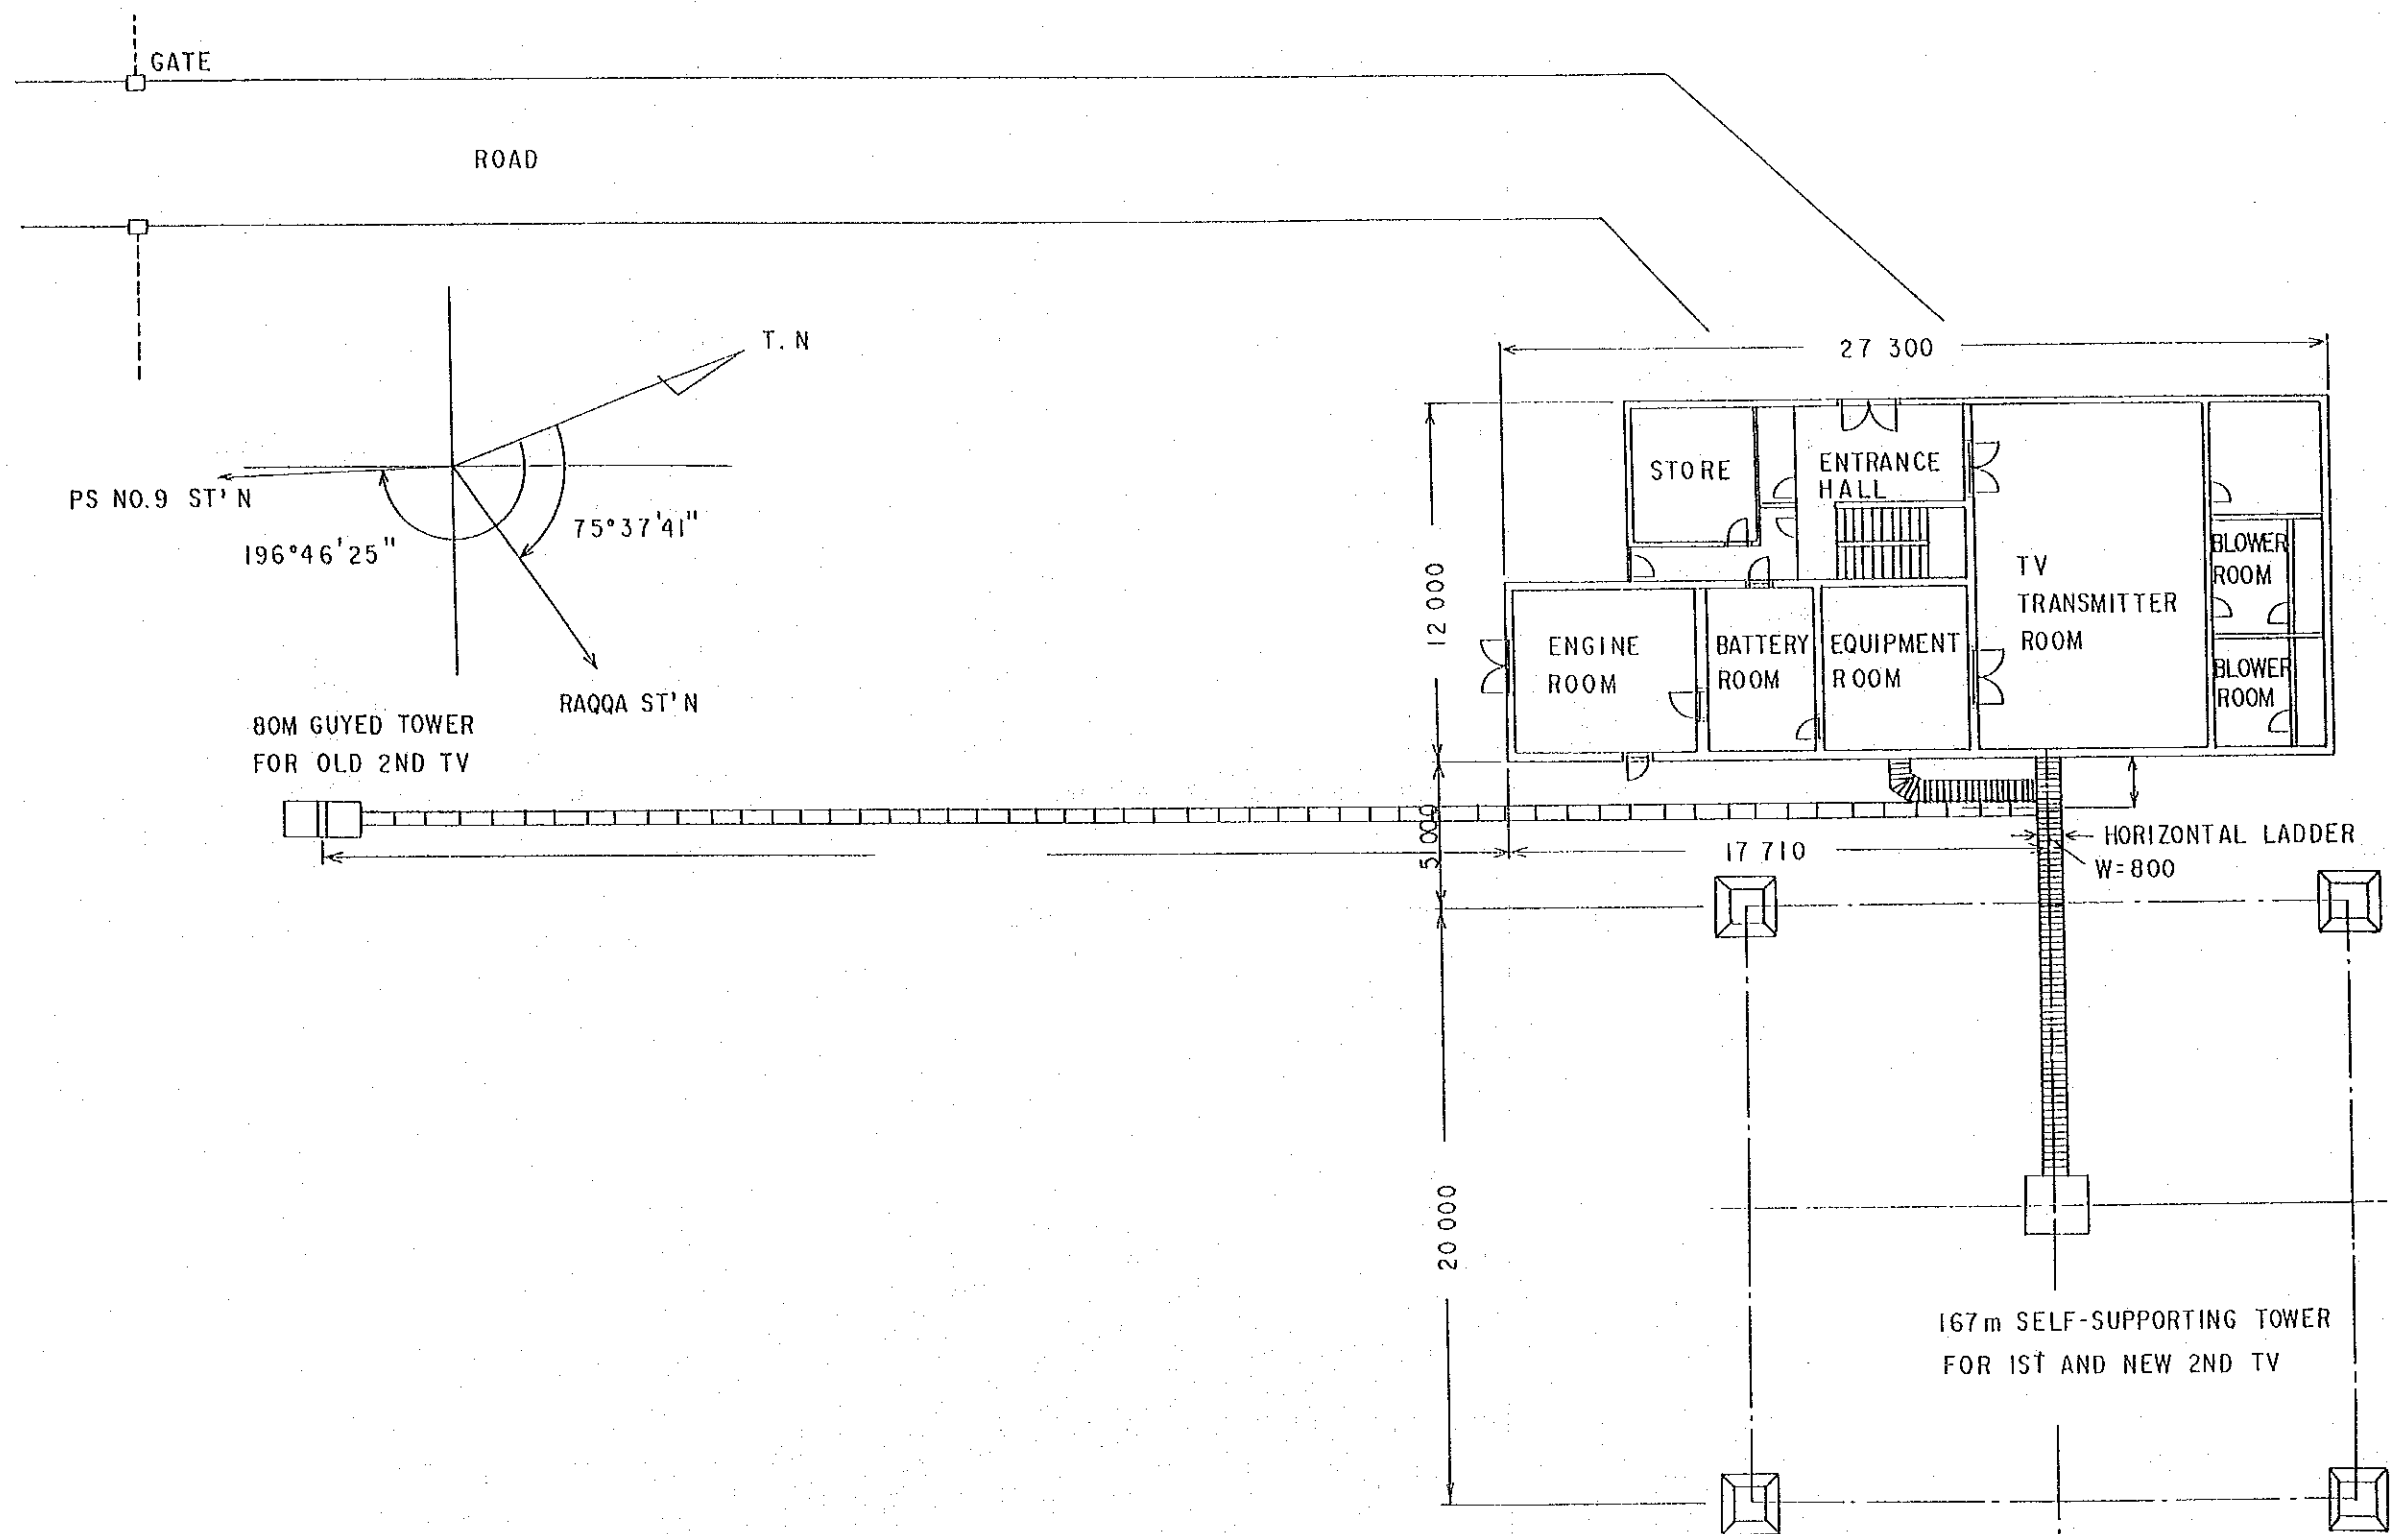 GATE
ROAD
T. N
27 300
PS NO.9 ST'N
196°46'25"
75°37'41"
RAQQA ST'N
STORE
ENTRANCE
HALL
12 000
ENGINE
ROOM
BATTERY
ROOM
EQUIPMENT
ROOM
TV
TRANSMITTER
ROOM
BLOWER
ROOM
BLOWER
ROOM
80M GUYED TOWER
FOR OLD 2ND TV
5 000
17 710
HORIZONTAL LADDER
W=800
20 000
167m SELF-SUPPORTING TOWER
FOR 1ST AND NEW 2ND TV